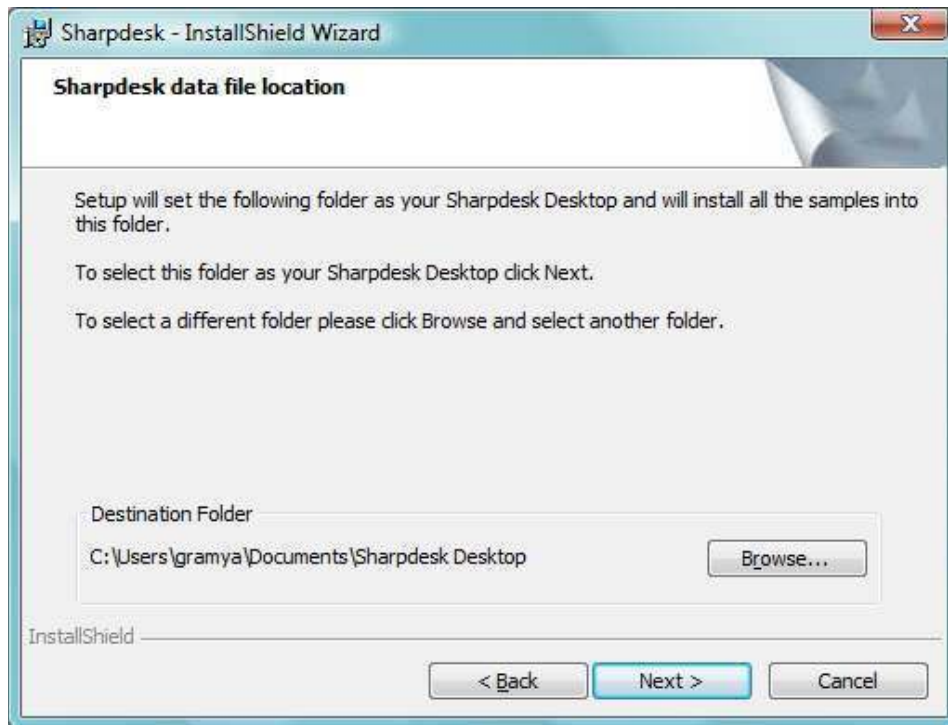 Sharpdesk - InstallShield Wizard
X
Sharpdesk data file location
Setup will set the following folder as your Sharpdesk Desktop and will install all the samples into
this folder.
To select this folder as your Sharpdesk Desktop click Next.
To select a different folder please click Browse and select another folder.
Destination Folder
C:\Users\gramya\Documents\Sharpdesk Desktop
Browse...
InstallShield
< Back
Next >
Cancel